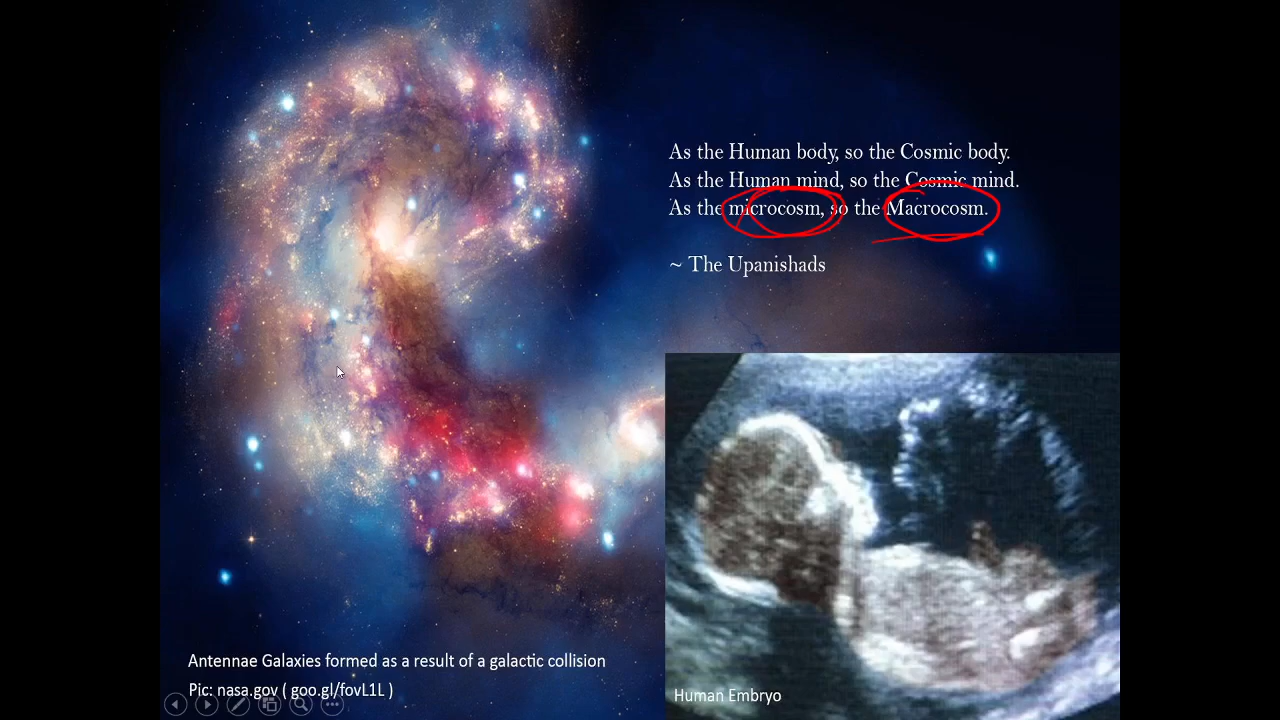 As the Human body, so the Cosmic body.
As the Human mind, so the Cosmic mind.
As the microcosm, so the Macrocosm.
~ The Upanishads
Antennae Galaxies formed as a result of a galactic collision
Pic: nasa.gov ( goo.gl/fovL1L )
Human Embryo